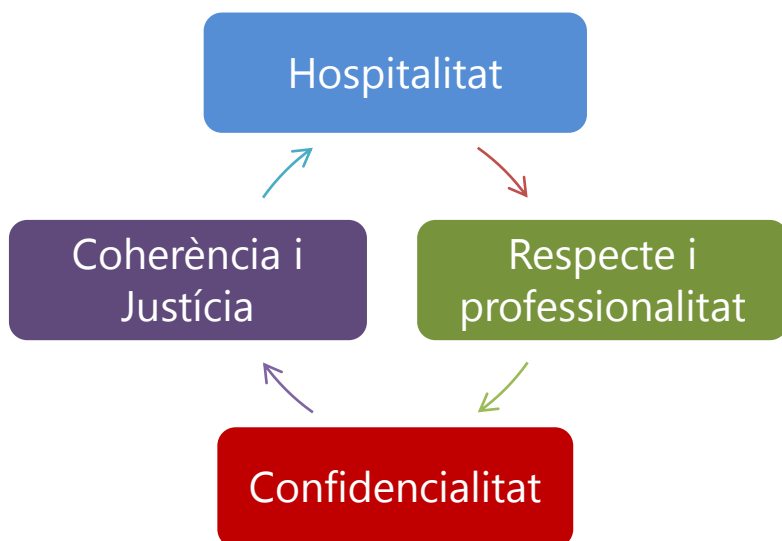 Hospitalitat
Coherència i
Justícia
Respecte i
professionalitat
Confidencialitat